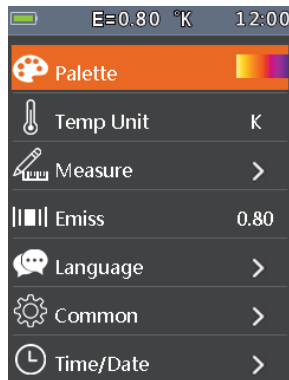 E=0.80 °K 12:00
Palette
Temp Unit K
Measure
Emiss 0.80
Language
Common
Time/Date